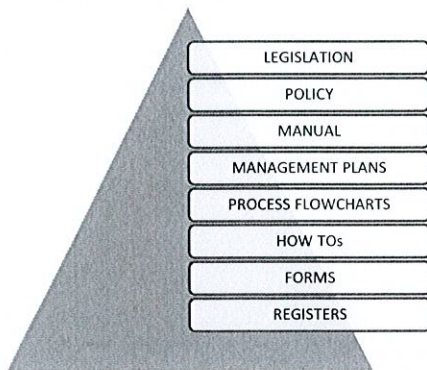 LEGISLATION
POLICY
MANUAL
MANAGEMENT PLANS
PROCESS FLOWCHARTS
HOW TOs
FORMS
REGISTERS